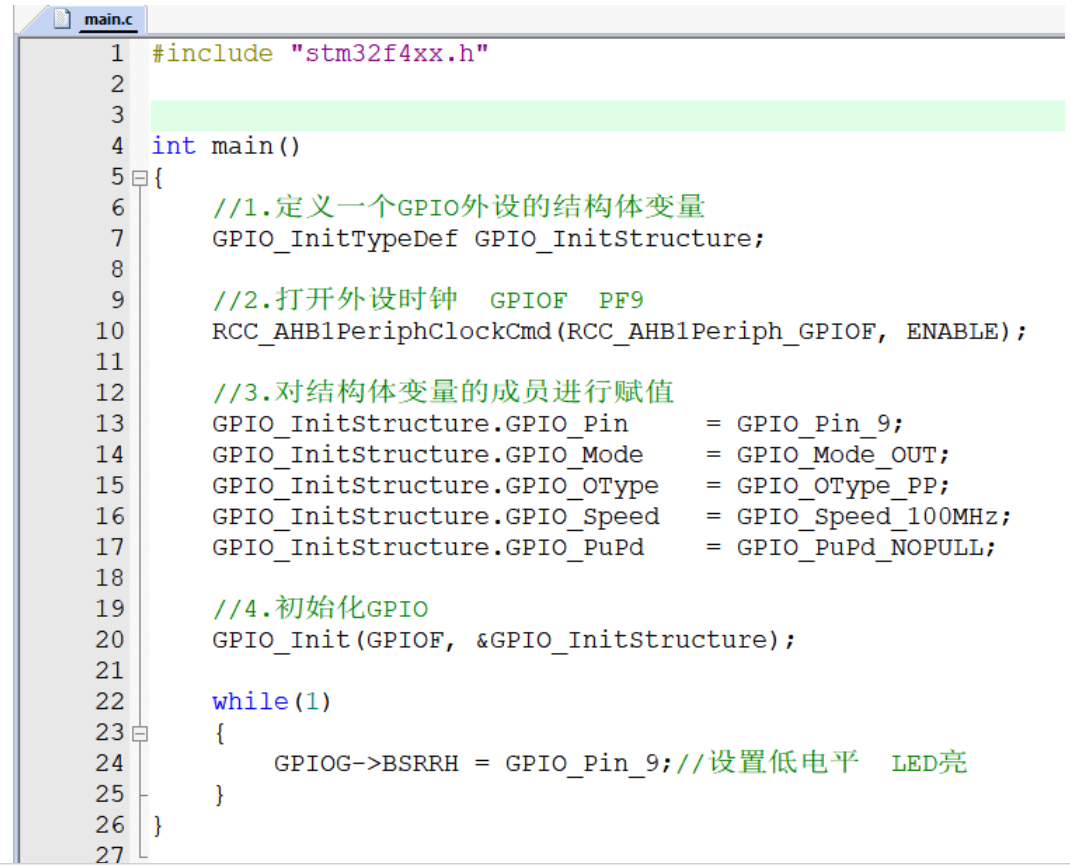 main.c
1 #include "stm32f4xx.h"
2
3
4 int main()
5 {
6     //1.定义一个GPIO外设的结构体变量
7     GPIO_InitTypeDef GPIO_InitStructure;
8
9     //2.打开外设时钟  GPIOF  PF9
10     RCC_AHB1PeriphClockCmd(RCC_AHB1Periph_GPIOF, ENABLE);
11
12     //3.对结构体变量的成员进行赋值
13     GPIO_InitStructure.GPIO_Pin     = GPIO_Pin_9;
14     GPIO_InitStructure.GPIO_Mode    = GPIO_Mode_OUT;
15     GPIO_InitStructure.GPIO_OType   = GPIO_OType_PP;
16     GPIO_InitStructure.GPIO_Speed   = GPIO_Speed_100MHz;
17     GPIO_InitStructure.GPIO_PuPd    = GPIO_PuPd_NOPULL;
18
19     //4.初始化GPIO
20     GPIO_Init(GPIOF, &GPIO_InitStructure);
21
22     while(1)
23     {
24         GPIOG->BSRRH = GPIO_Pin_9;//设置低电平  LED亮
25     }
26 }
27